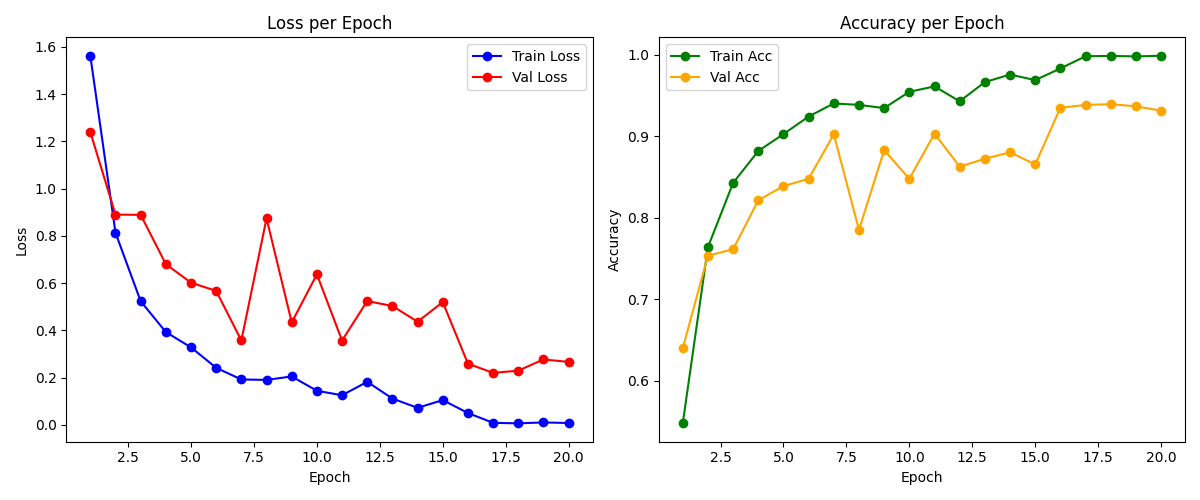 Loss per Epoch
Train Loss
Val Loss
1.6
1.4
1.2
1.0
0.8
0.6
0.4
0.2
0.0
Loss
2.5 5.0 7.5 10.0 12.5 15.0 17.5 20.0
Epoch
Accuracy per Epoch
Train Acc
Val Acc
1.0
0.9
0.8
0.7
0.6
Accuracy
2.5 5.0 7.5 10.0 12.5 15.0 17.5 20.0
Epoch